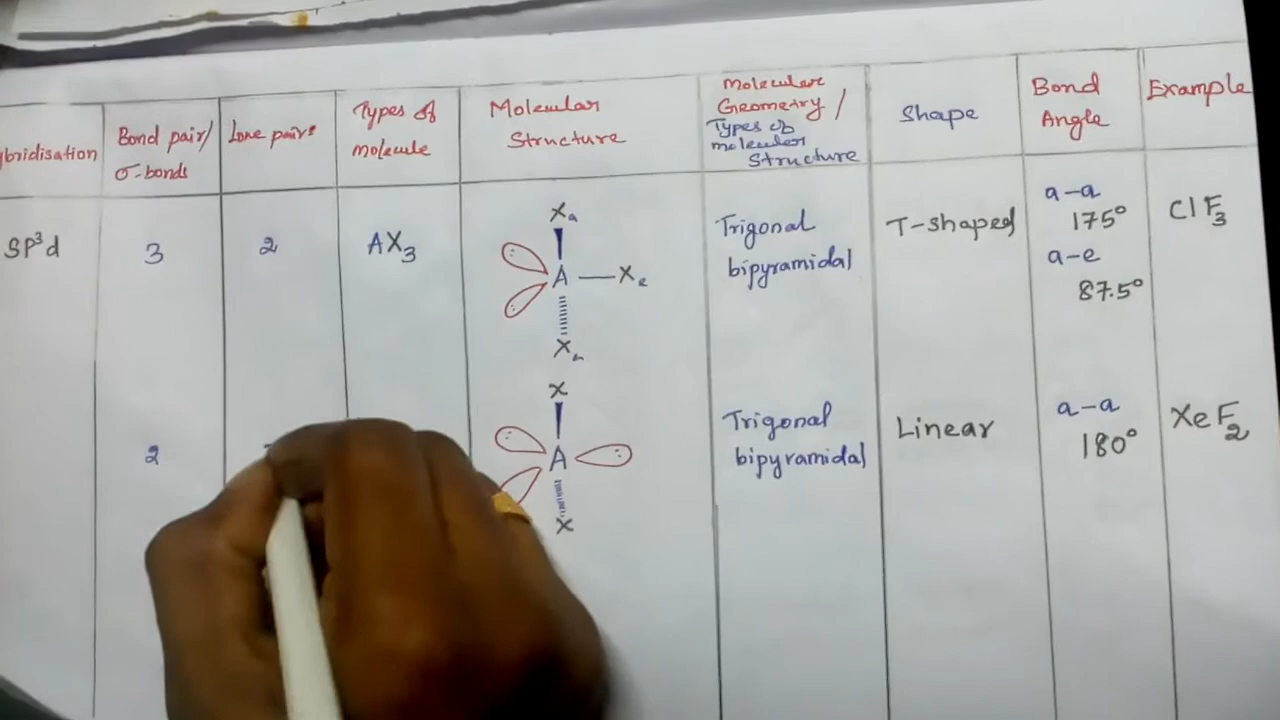 ybridisation
Bond pair/
σ-bonds
Lone pairs
Types of
molecule
Molecular
Structure
Molecular
Geometry /
Types of
molecular
Structure
Shape
Bond
Angle
Example
SP³d
3
2
AX₃
Xₐ
A — Xₑ
Xₐ
Trigonal
bipyramidal
T-shaped
a-a
175°
a-e
87.5°
ClF₃
2
X
A
X
Trigonal
bipyramidal
Linear
a-a
180°
XeF₂